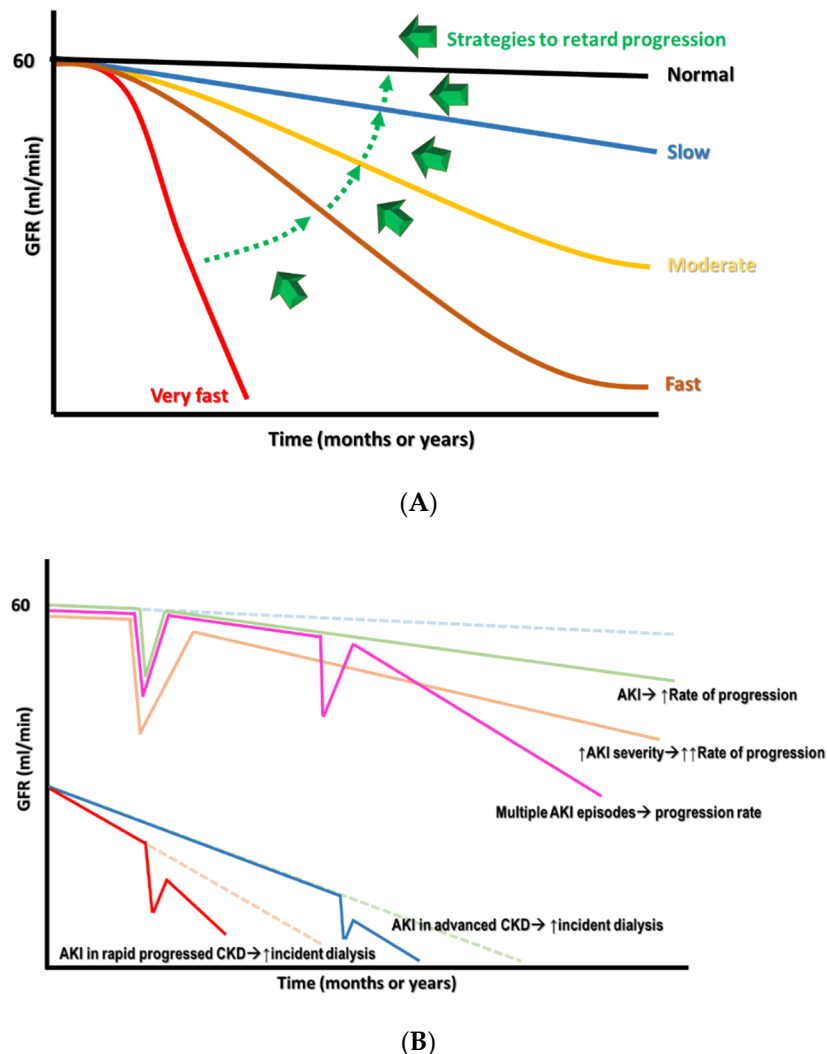 Strategies to retard progression
60
Normal
Slow
GFR (ml/min)
Moderate
Very fast
Fast
Time (months or years)
(A)
60
AKI→ ↑Rate of progression
GFR (ml/min)
↑AKI severity→↑↑Rate of progression
Multiple AKI episodes→ progression rate
AKI in advanced CKD→ ↑incident dialysis
AKI in rapid progressed CKD→↑incident dialysis
Time (months or years)
(B)